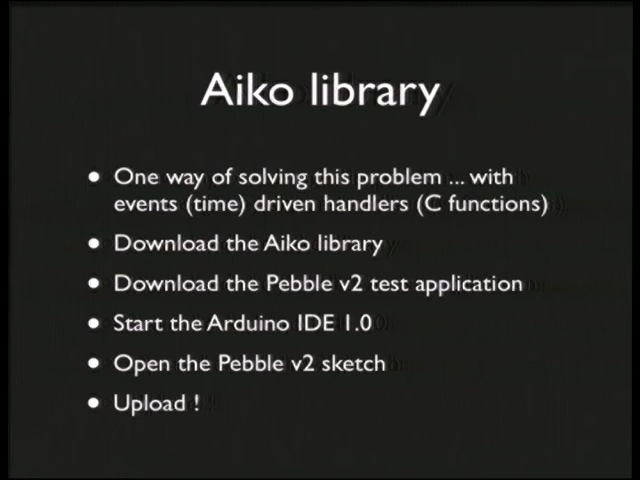 Aiko library
• One way of solving this problem ... with
events (time) driven handlers (C functions)
• Download the Aiko library
• Download the Pebble v2 test application
• Start the Arduino IDE 1.0
• Open the Pebble v2 sketch
• Upload !